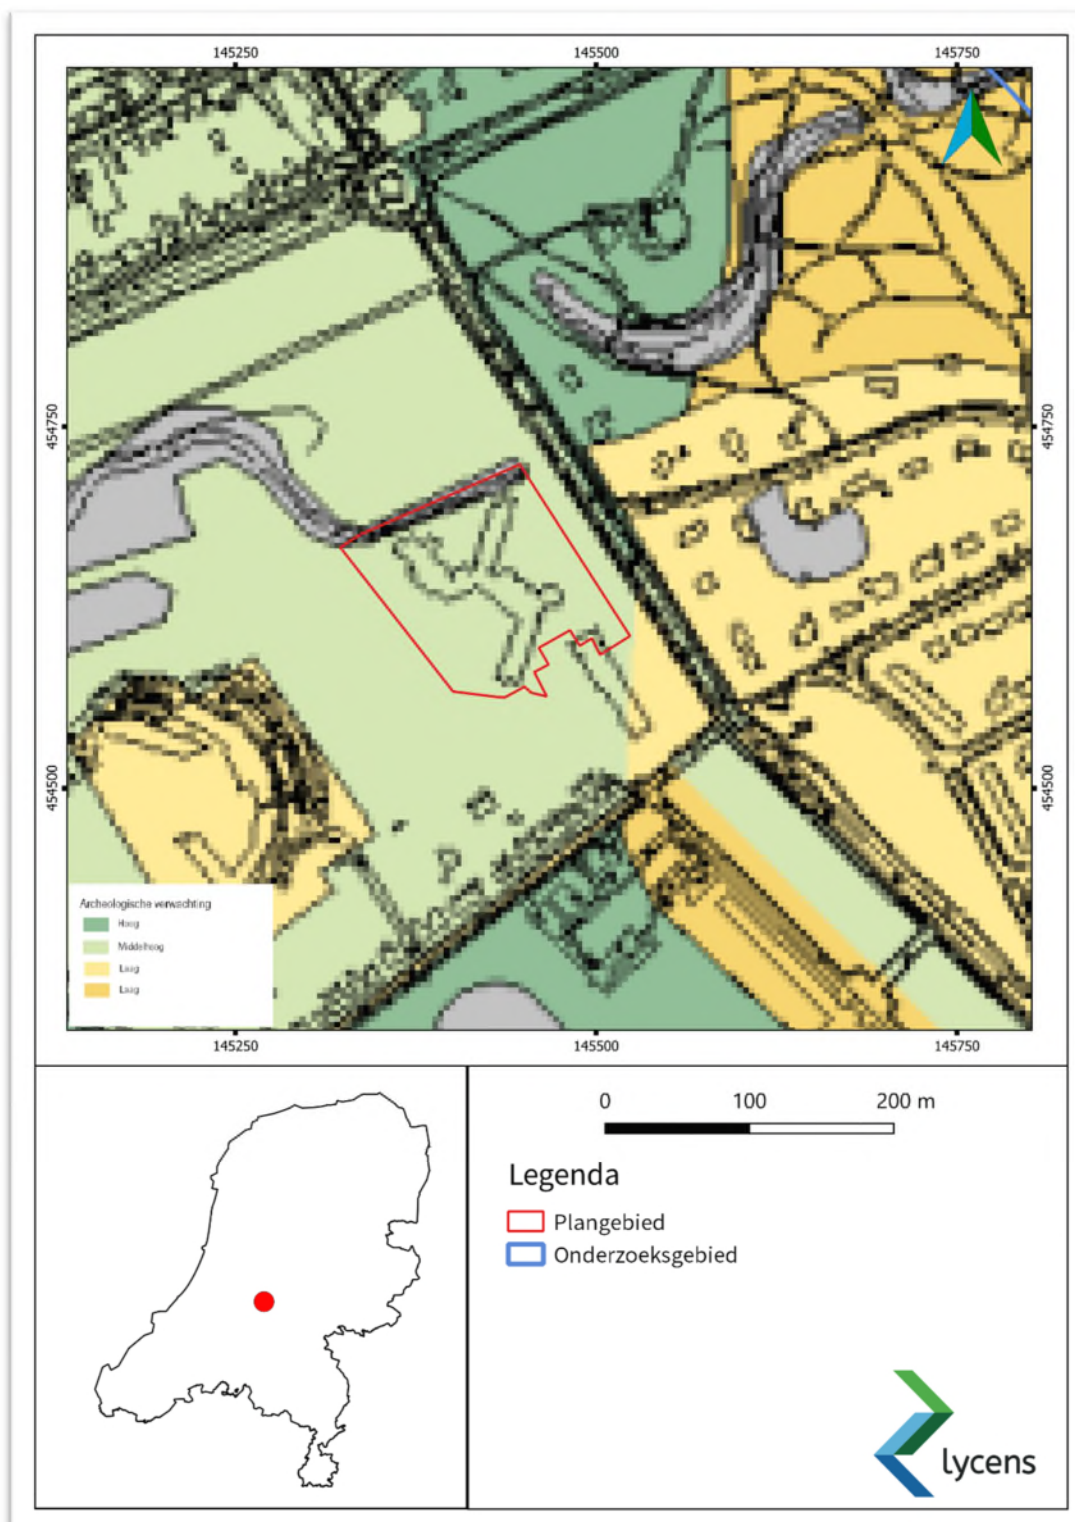 145250 145500 145750
454750 454750
454500 454500
Archeologische verwachting
Hoog
Middelhoog
Laag
Laag
145250 145500 145750
0 100 200 m
Legenda
Plangebied
Onderzoeksgebied
lycens